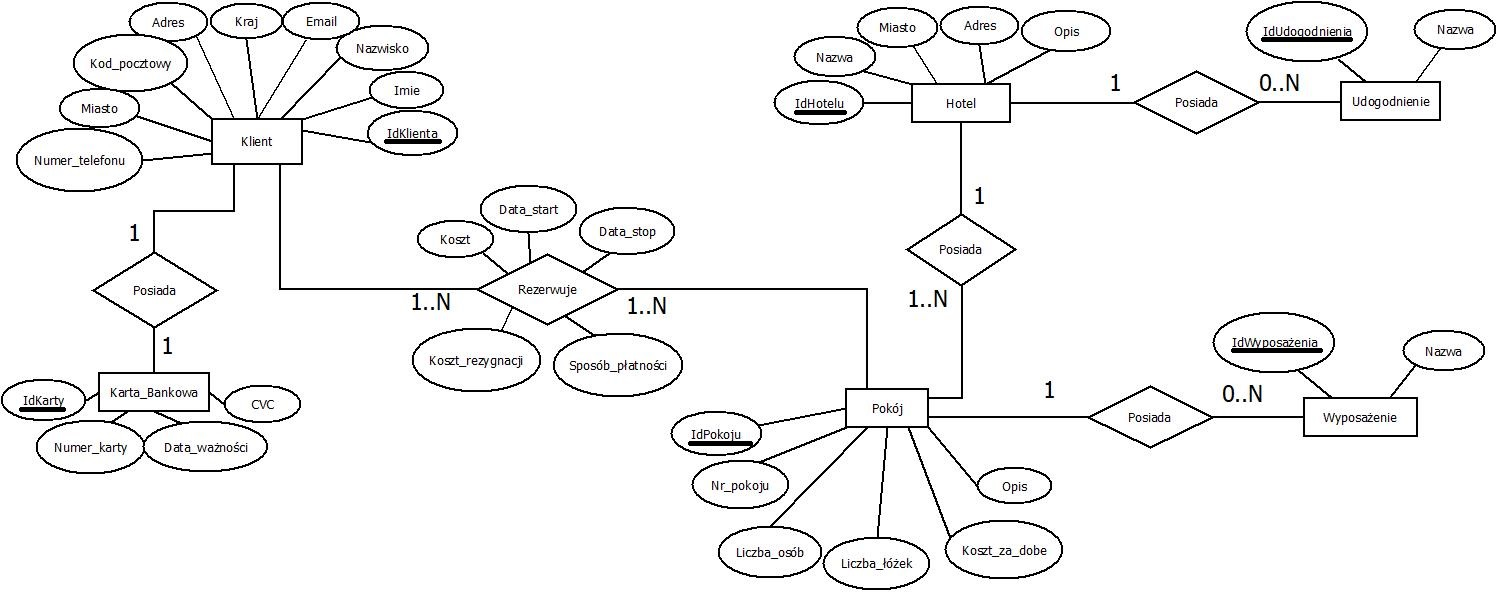 Adres
Kraj
Email
Nazwisko
Kod_pocztowy
Imie
Miasto
IdKlienta
Klient
Numer_telefonu
Miasto
Adres
Opis
Nazwa
IdHotelu
Hotel
1
Posiada
0..N
IdUdogodnienia
Nazwa
Udogodnienie
1
Posiada
1
Data_start
Koszt
Data_stop
1..N
Rezerwuje
1..N
Koszt_rezygnacji
Sposób_płatności
1
Posiada
1..N
IdKarty
Karta_Bankowa
CVC
Numer_karty
Data_ważności
Pokój
1
Posiada
0..N
IdWyposażenia
Nazwa
Wyposażenie
IdPokoju
Nr_pokoju
Opis
Liczba_osób
Liczba_łóżek
Koszt_za_dobe